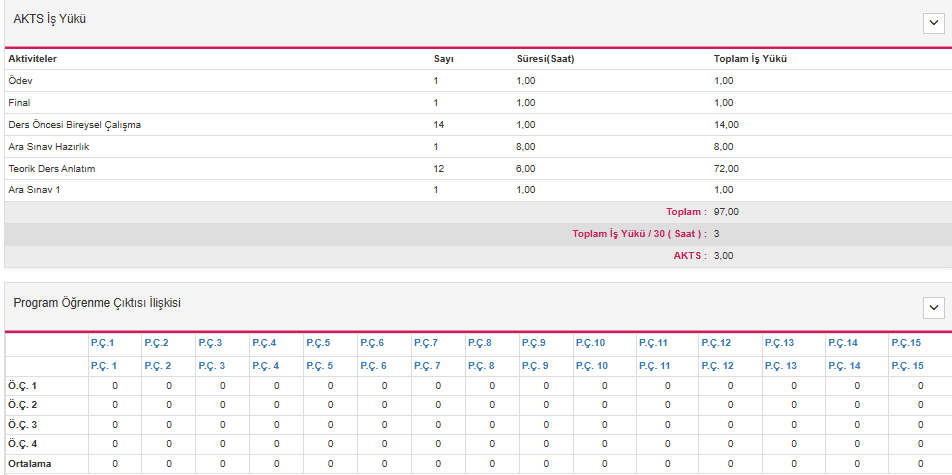 AKTS İş Yükü
Aktiviteler Sayı Süresi(Saat) Toplam İş Yükü
Ödev 1 1,00 1,00
Final 1 1,00 1,00
Ders Öncesi Bireysel Çalışma 14 1,00 14,00
Ara Sınav Hazırlık 1 8,00 8,00
Teorik Ders Anlatım 12 6,00 72,00
Ara Sınav 1 1 1,00 1,00
Toplam : 97,00
Toplam İş Yükü / 30 ( Saat ) : 3
AKTS : 3,00
Program Öğrenme Çıktısı İlişkisi
P.Ç.1 P.Ç.2 P.Ç.3 P.Ç.4 P.Ç.5 P.Ç.6 P.Ç.7 P.Ç.8 P.Ç.9 P.Ç.10 P.Ç.11 P.Ç.12 P.Ç.13 P.Ç.14 P.Ç.15
P.Ç. 1 P.Ç. 2 P.Ç. 3 P.Ç. 4 P.Ç. 5 P.Ç. 6 P.Ç. 7 P.Ç. 8 P.Ç. 9 P.Ç. 10 P.Ç. 11 P.Ç. 12 P.Ç. 13 P.Ç. 14 P.Ç. 15
Ö.Ç. 1 0 0 0 0 0 0 0 0 0 0 0 0 0 0 0
Ö.Ç. 2 0 0 0 0 0 0 0 0 0 0 0 0 0 0 0
Ö.Ç. 3 0 0 0 0 0 0 0 0 0 0 0 0 0 0 0
Ö.Ç. 4 0 0 0 0 0 0 0 0 0 0 0 0 0 0 0
Ortalama 0 0 0 0 0 0 0 0 0 0 0 0 0 0 0